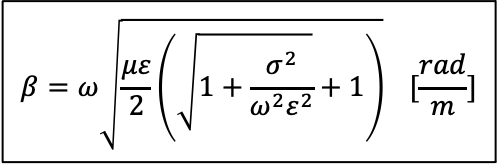 β = ω √(με/2 (√(1 + σ²/ω²ε²) + 1)) [rad/m]